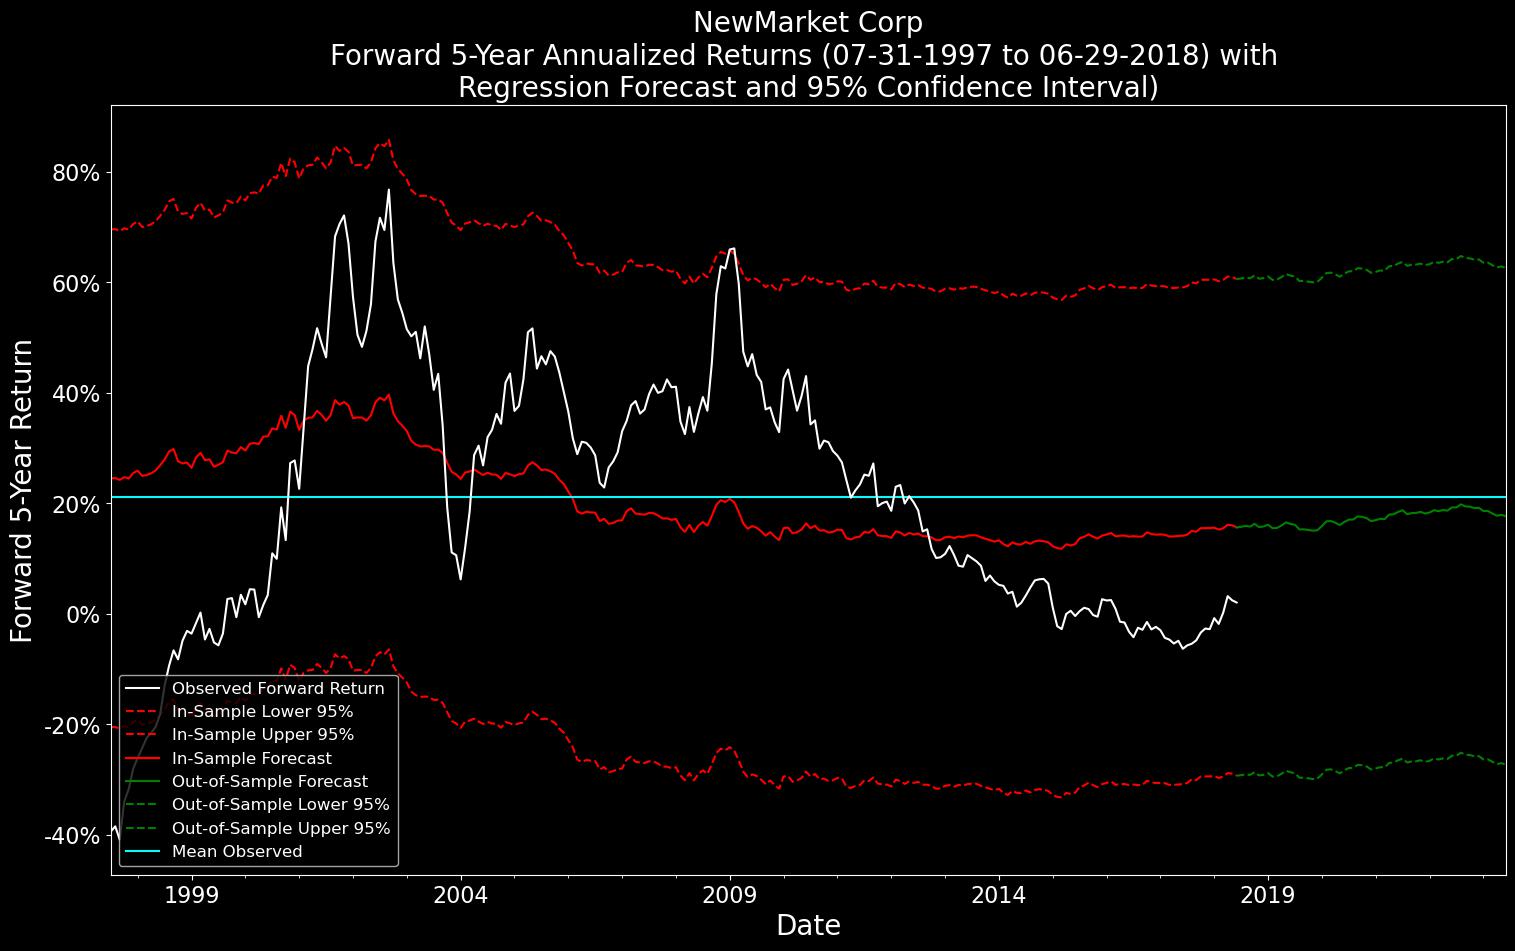 NewMarket Corp
Forward 5-Year Annualized Returns (07-31-1997 to 06-29-2018) with
Regression Forecast and 95% Confidence Interval)
Forward 5-Year Return
80%
60%
40%
20%
0%
-20%
-40%
Observed Forward Return
In-Sample Lower 95%
In-Sample Upper 95%
In-Sample Forecast
Out-of-Sample Forecast
Out-of-Sample Lower 95%
Out-of-Sample Upper 95%
Mean Observed
1999 2004 2009 2014 2019
Date